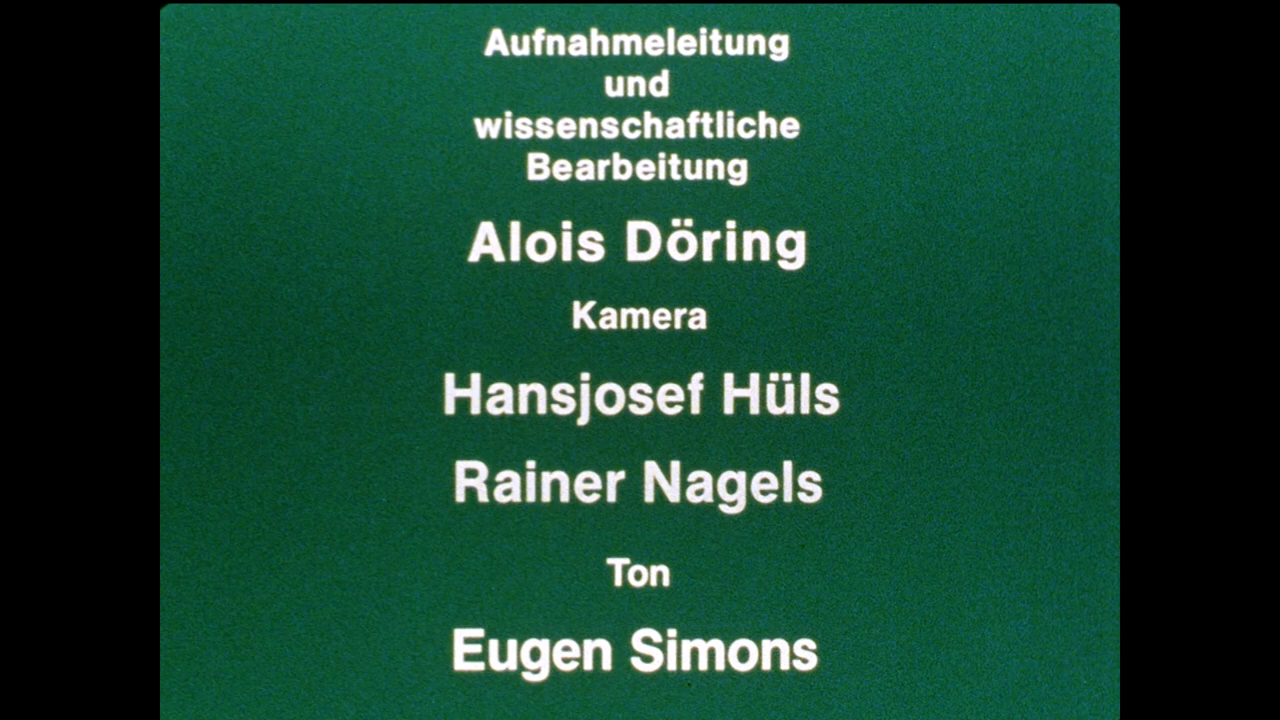 Aufnahmeleitung
und
wissenschaftliche
Bearbeitung
Alois Döring
Kamera
Hansjosef Hüls
Rainer Nagels
Ton
Eugen Simons